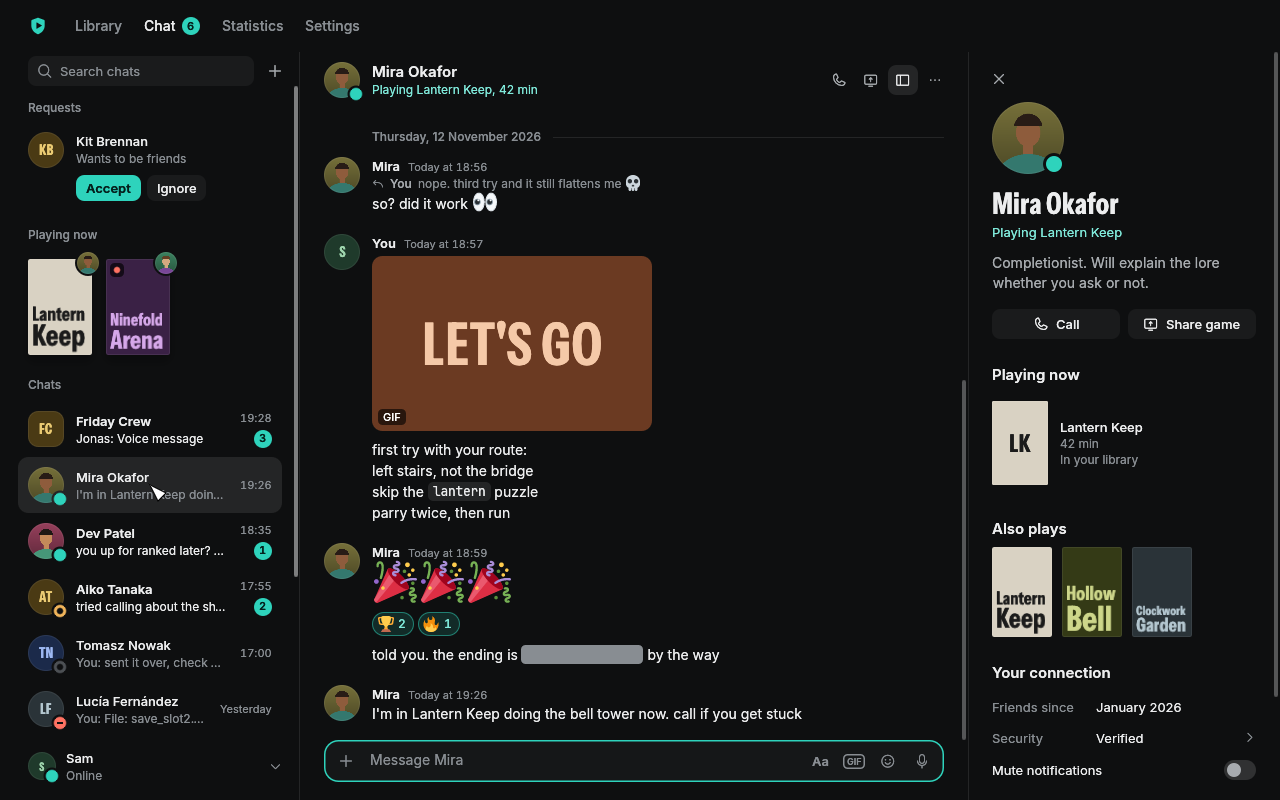 Library
Chat 6
Statistics
Settings
Search chats
Requests
KB
Kit Brennan
Wants to be friends
Accept
Ignore
Playing now
Lantern
Keep
Ninefold
Arena
Chats
FC
Friday Crew
19:28
Jonas: Voice message
3
Mira Okafor
19:26
I'm in Lantern Keep doin...
Dev Patel
18:35
you up for ranked later? ...
1
AT
Aiko Tanaka
17:55
tried calling about the sh...
2
TN
Tomasz Nowak
17:00
You: sent it over, check ...
LF
Lucía Fernández
Yesterday
You: File: save_slot2....
S
Sam
Online
Mira Okafor
Playing Lantern Keep, 42 min
Thursday, 12 November 2026
Mira Today at 18:56
You nope. third try and it still flattens me 💀
so? did it work 👀
S
You Today at 18:57
LET'S GO
GIF
first try with your route:
left stairs, not the bridge
skip the lantern puzzle
parry twice, then run
Mira Today at 18:59
🎉🎉🎉
🏆 2 🔥 1
told you. the ending is by the way
Mira Today at 19:26
I'm in Lantern Keep doing the bell tower now. call if you get stuck
Message Mira
Aa
GIF
Mira Okafor
Playing Lantern Keep
Completionist. Will explain the lore
whether you ask or not.
Call
Share game
Playing now
LK
Lantern Keep
42 min
In your library
Also plays
Lantern
Keep
Hollow
Bell
Clockwork
Garden
Your connection
Friends since January 2026
Security Verified
Mute notifications